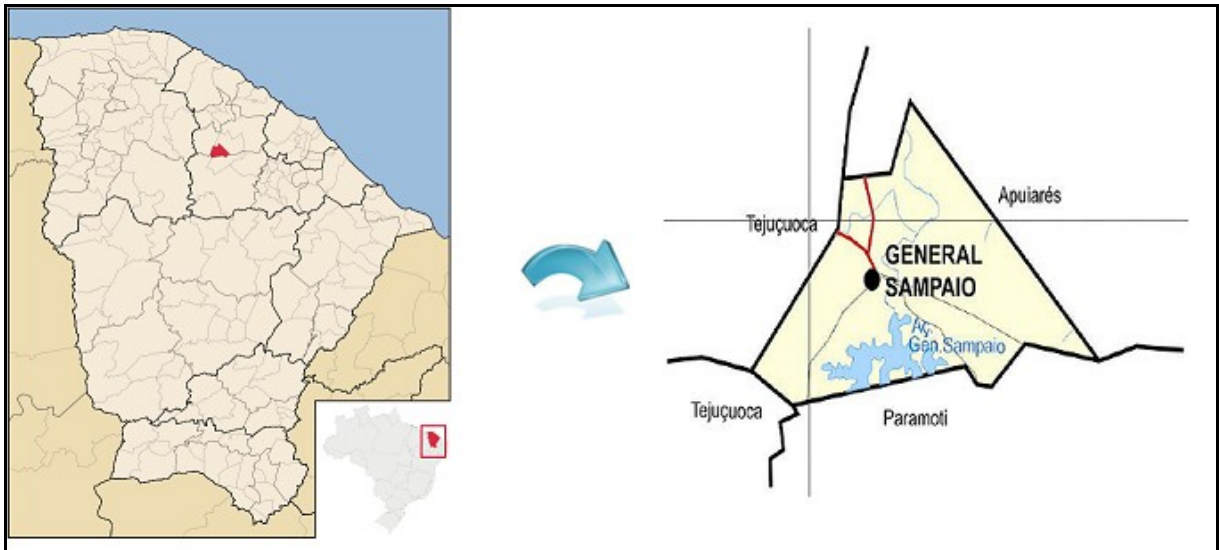 Apuiarés
Tejuçuoca
GENERAL
SAMPAIO
Aç.
Gen.Sampaio
Tejuçuoca
Paramoti